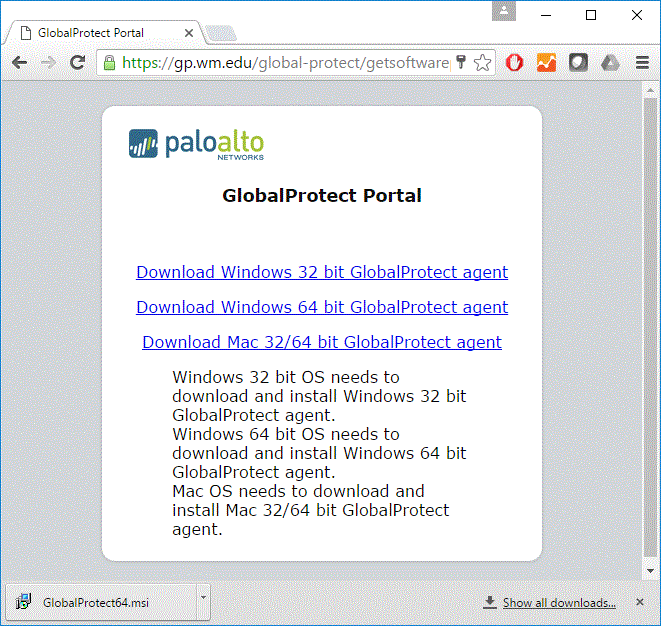 GlobalProtect Portal
https://gp.wm.edu/global-protect/getsoftware
paloalto
NETWORKS
GlobalProtect Portal
Download Windows 32 bit GlobalProtect agent
Download Windows 64 bit GlobalProtect agent
Download Mac 32/64 bit GlobalProtect agent
Windows 32 bit OS needs to
download and install Windows 32 bit
GlobalProtect agent.
Windows 64 bit OS needs to
download and install Windows 64 bit
GlobalProtect agent.
Mac OS needs to download and
install Mac 32/64 bit GlobalProtect
agent.
GlobalProtect64.msi
Show all downloads...